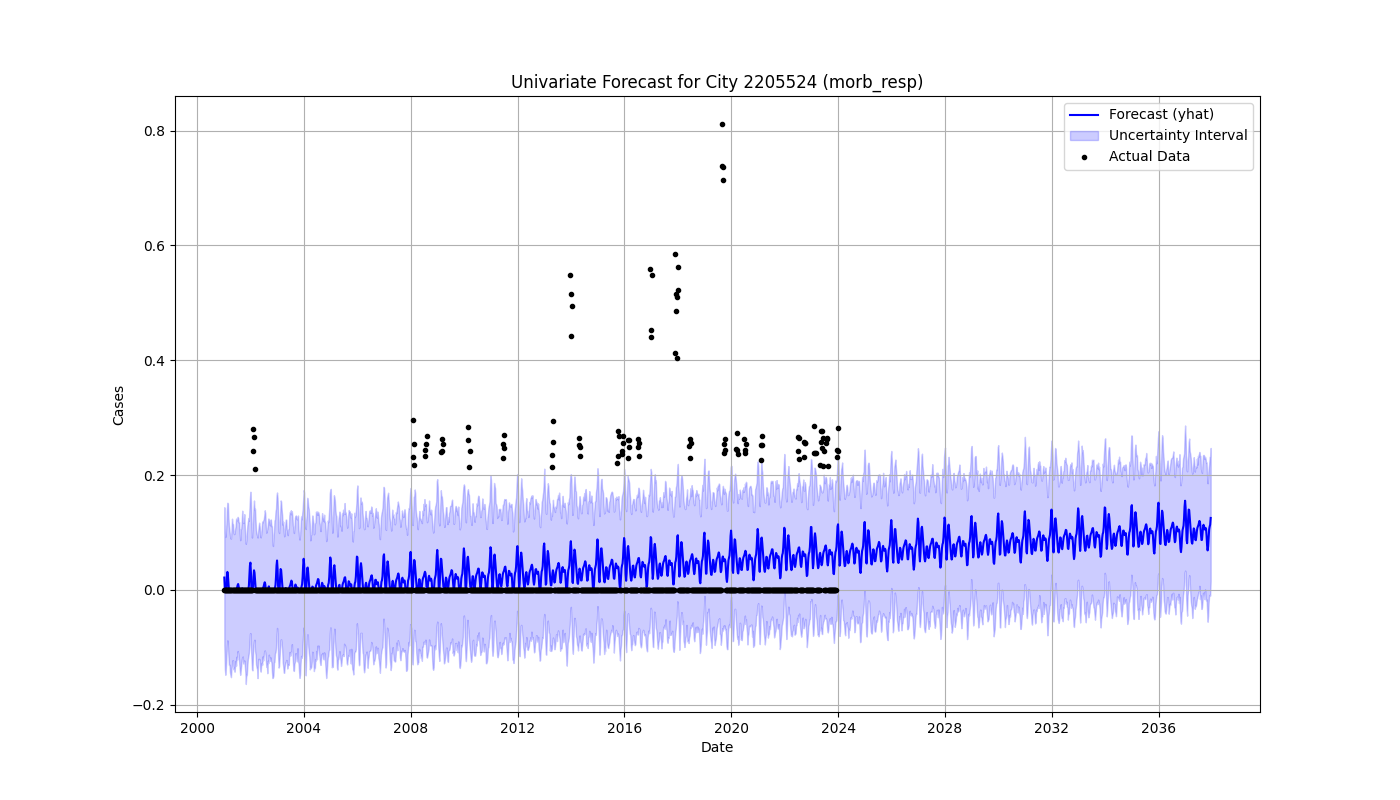 Univariate Forecast for City 2205524 (morb_resp)
Forecast (yhat)
Uncertainty Interval
Actual Data
Cases
0.8
0.6
0.4
0.2
0.0
−0.2
2000 2004 2008 2012 2016 2020 2024 2028 2032 2036
Date